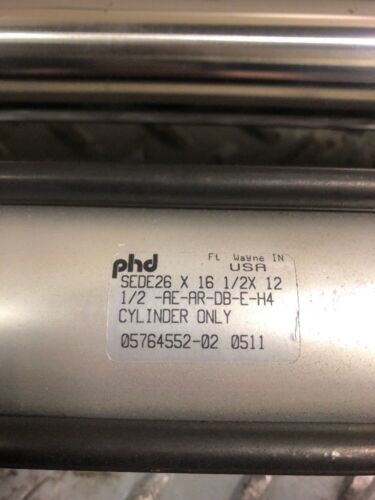 phd Ft Wayne IN
USA
SEDE26 X 16 1/2X 12
1/2 -AE-AR-DB-E-H4
CYLINDER ONLY
05764552-02 0511